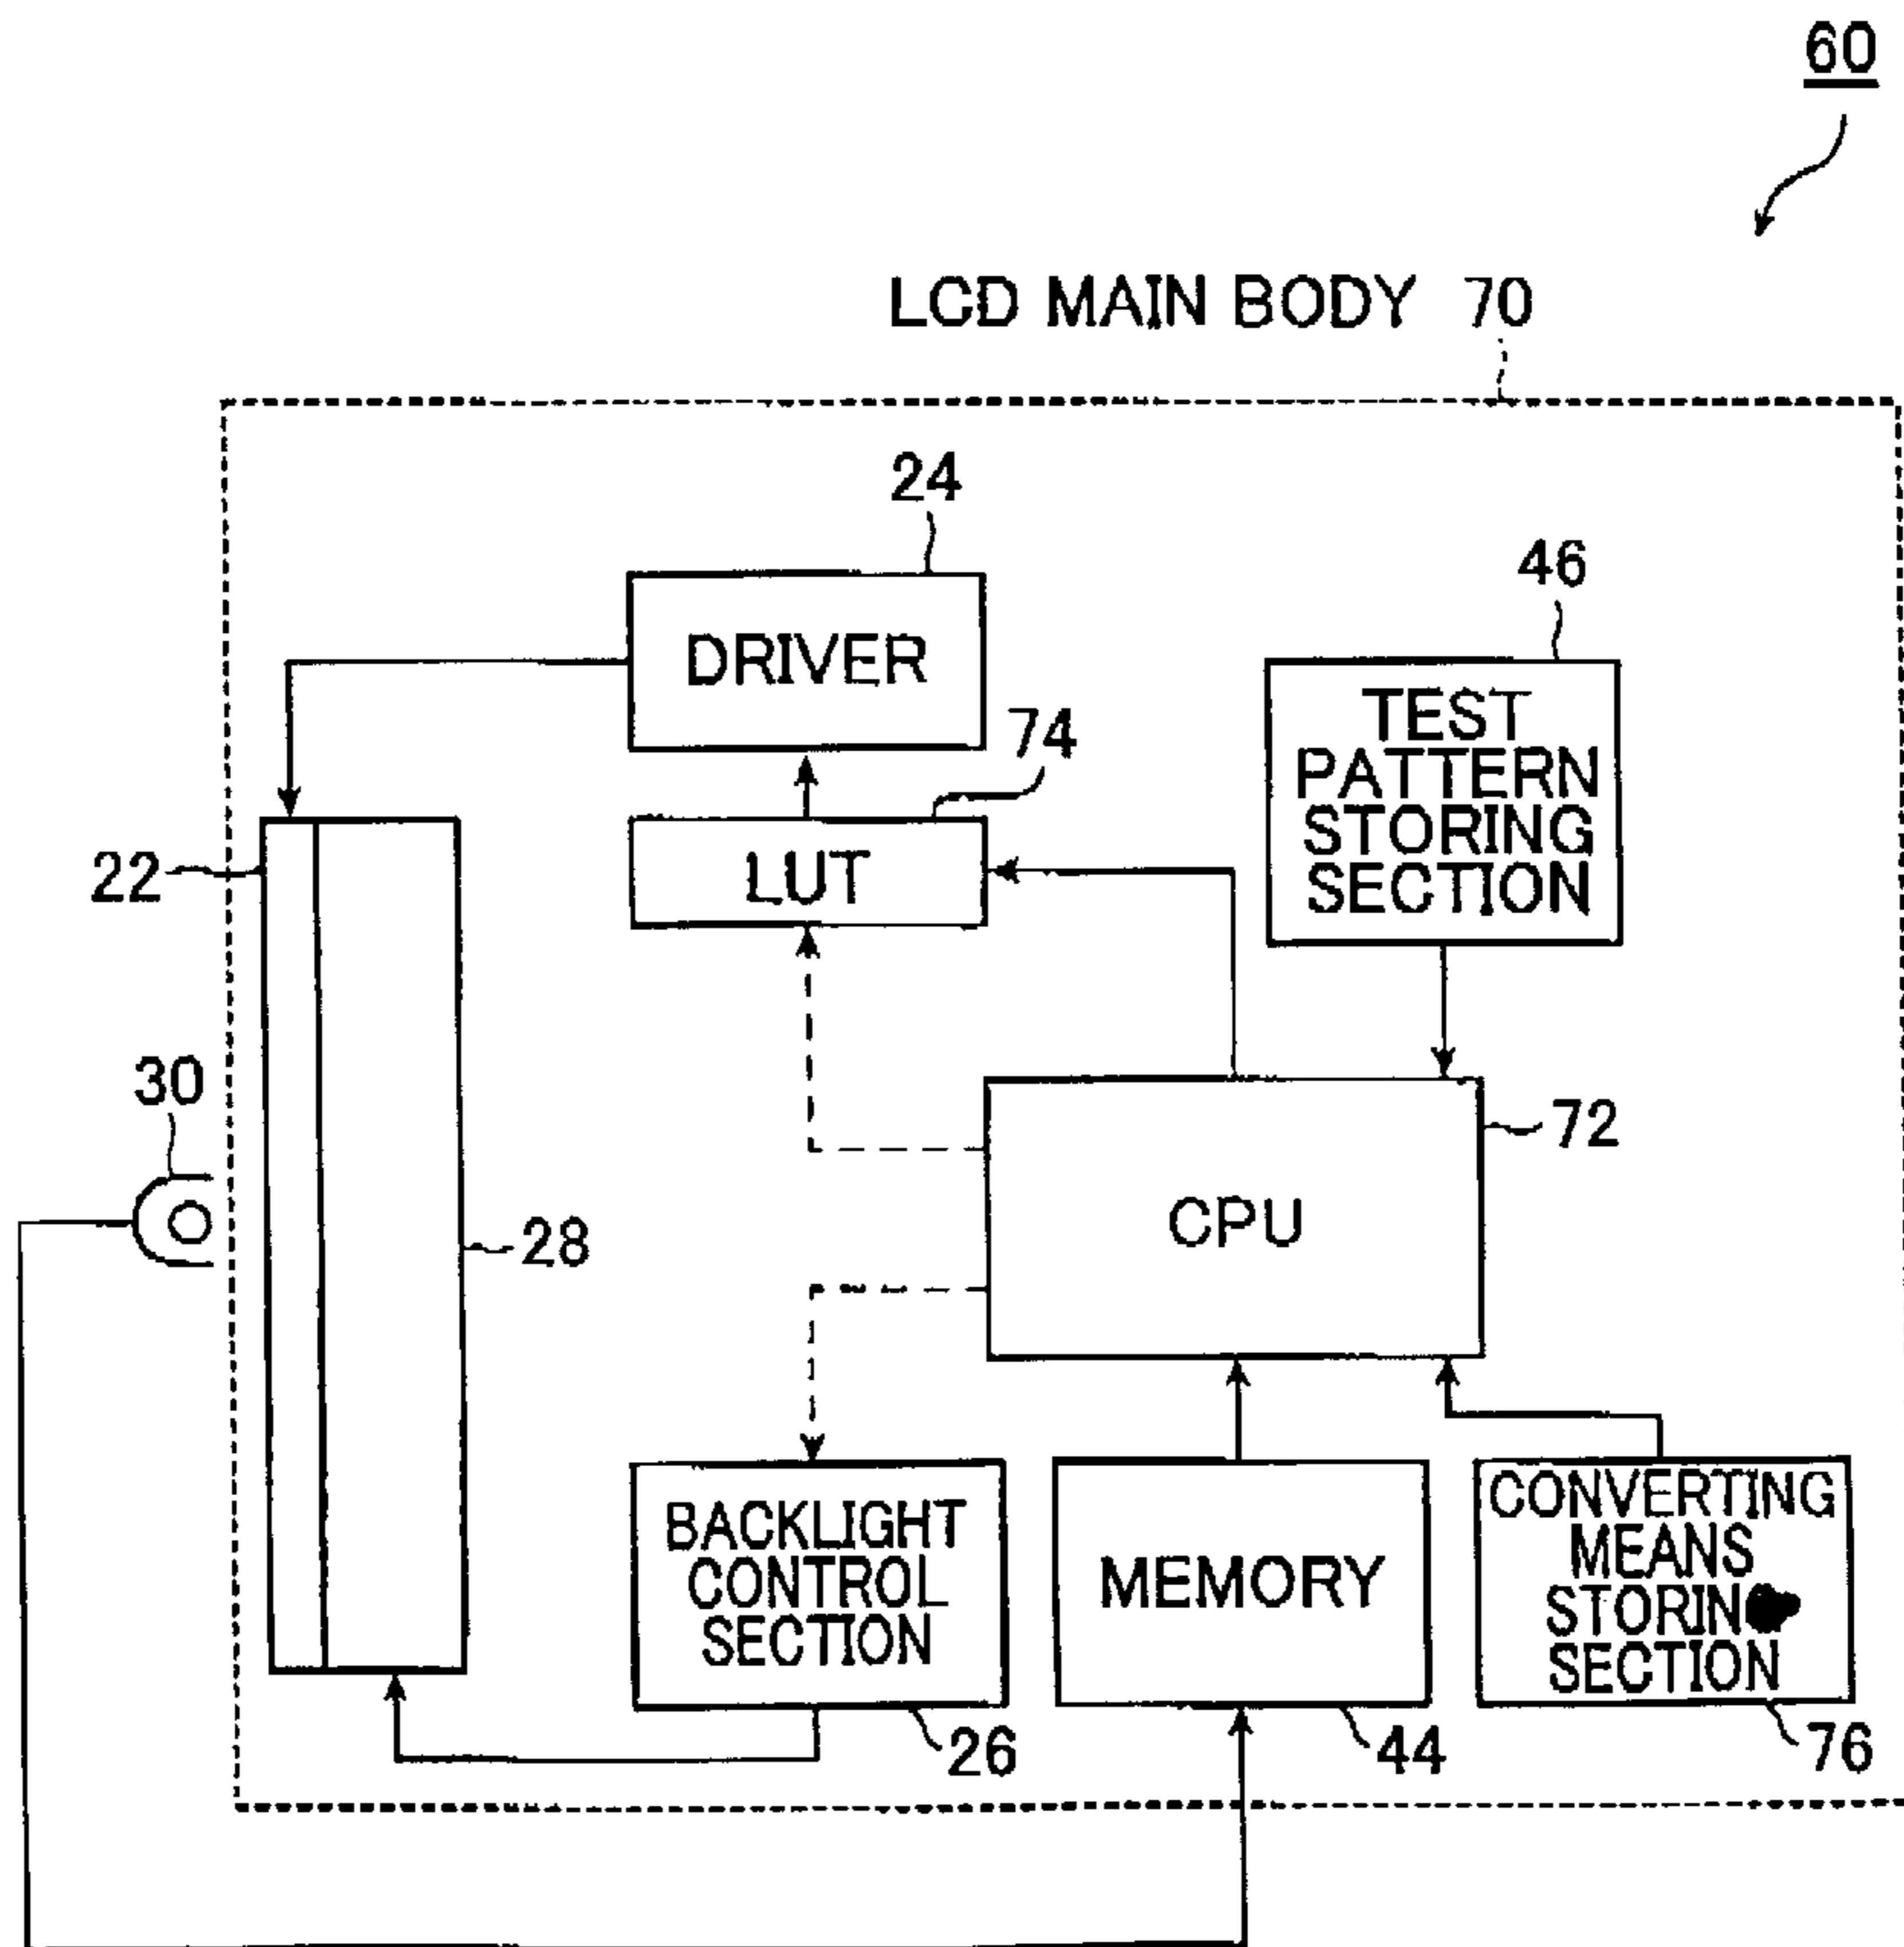 60
LCD MAIN BODY 70
24
DRIVER
46
TEST
PATTERN
STORING
SECTION
74
LUT
22
30
28
72
CPU
BACKLIGHT
CONTROL
SECTION
26
MEMORY
44
CONVERTING
MEANS
SECTION
76